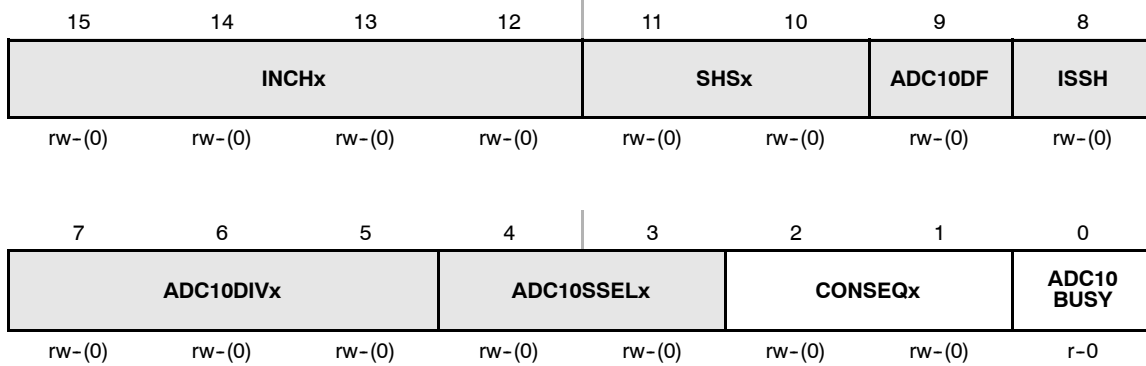 15 14 13 12 11 10 9 8
INCHx SHSx ADC10DF ISSH
rw-(0) rw-(0) rw-(0) rw-(0) rw-(0) rw-(0) rw-(0) rw-(0)
7 6 5 4 3 2 1 0
ADC10DIVx ADC10SSELx CONSEQx ADC10
BUSY
rw-(0) rw-(0) rw-(0) rw-(0) rw-(0) rw-(0) rw-(0) r-0